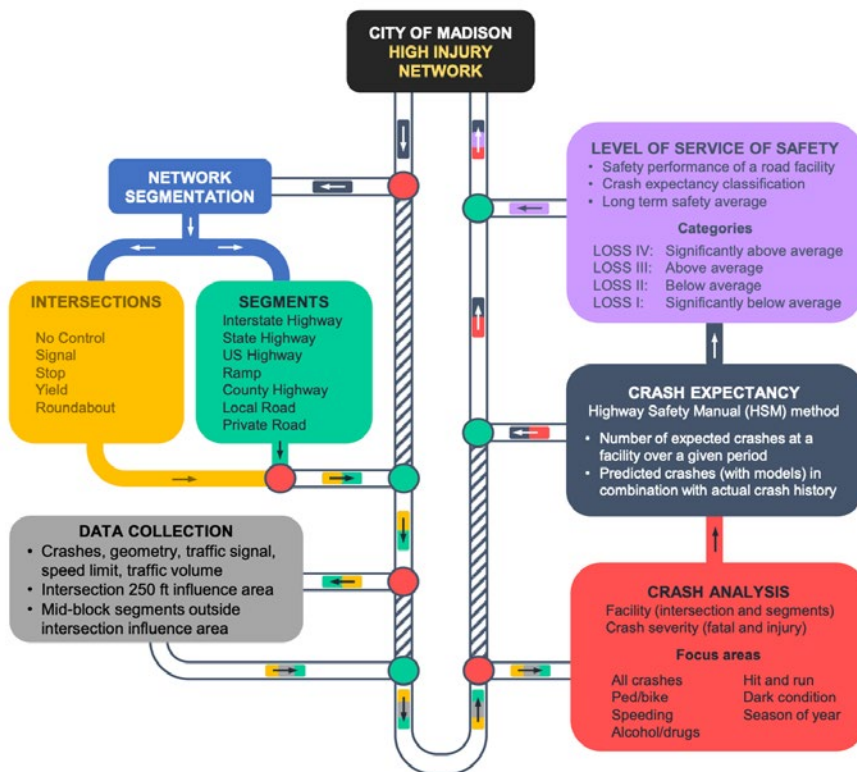 CITY OF MADISON
HIGH INJURY
NETWORK
NETWORK
SEGMENTATION
INTERSECTIONS
No Control
Signal
Stop
Yield
Roundabout
SEGMENTS
Interstate Highway
State Highway
US Highway
Ramp
County Highway
Local Road
Private Road
DATA COLLECTION
• Crashes, geometry, traffic signal,
speed limit, traffic volume
• Intersection 250 ft influence area
• Mid-block segments outside
intersection influence area
LEVEL OF SERVICE OF SAFETY
• Safety performance of a road facility
• Crash expectancy classification
• Long term safety average
Categories
LOSS IV: Significantly above average
LOSS III: Above average
LOSS II: Below average
LOSS I: Significantly below average
CRASH EXPECTANCY
Highway Safety Manual (HSM) method
• Number of expected crashes at a
facility over a given period
• Predicted crashes (with models) in
combination with actual crash history
CRASH ANALYSIS
Facility (intersection and segments)
Crash severity (fatal and injury)
Focus areas
All crashes Hit and run
Ped/bike Dark condition
Speeding Season of year
Alcohol/drugs